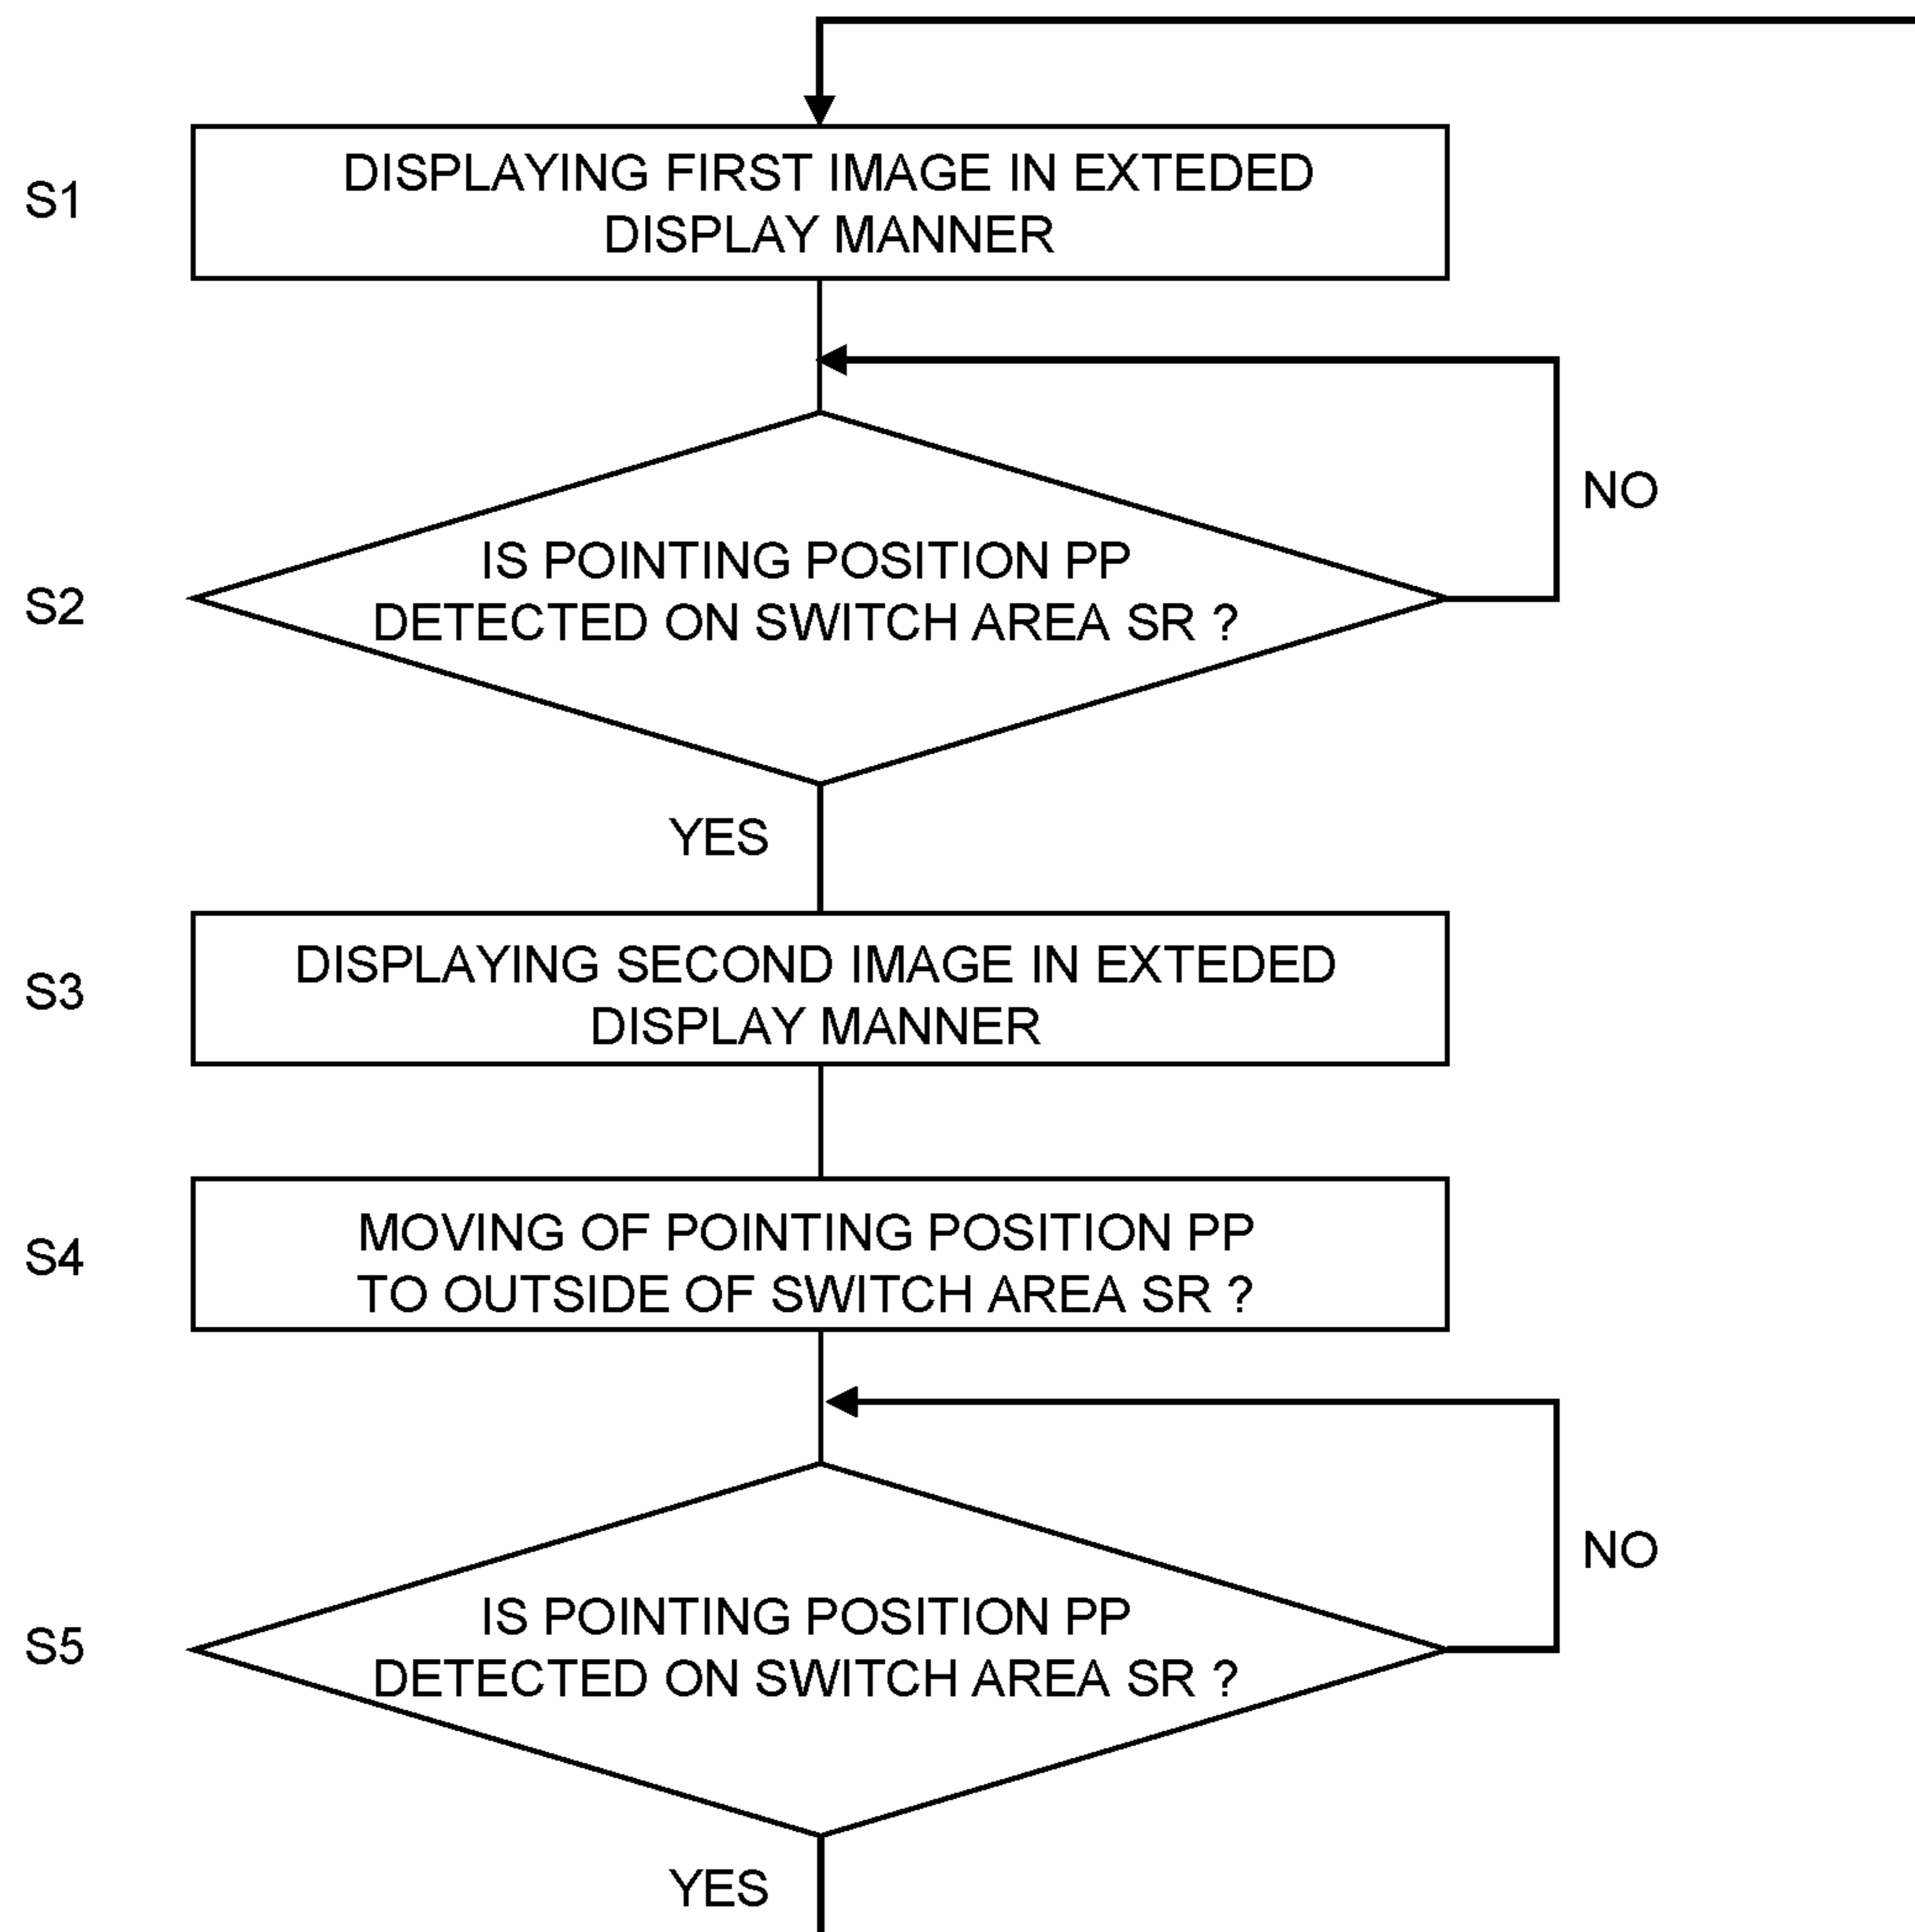 S1
DISPLAYING FIRST IMAGE IN EXTEDED
DISPLAY MANNER
NO
S2
IS POINTING POSITION PP
DETECTED ON SWITCH AREA SR ?
YES
S3
DISPLAYING SECOND IMAGE IN EXTEDED
DISPLAY MANNER
S4
MOVING OF POINTING POSITION PP
TO OUTSIDE OF SWITCH AREA SR ?
NO
S5
IS POINTING POSITION PP
DETECTED ON SWITCH AREA SR ?
YES